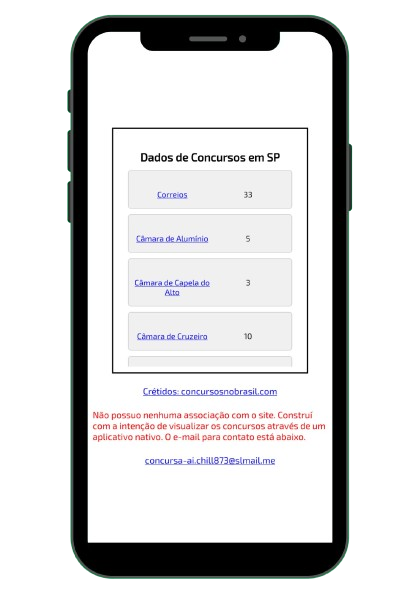 Dados de Concursos em SP
Correios 33
Câmara de Alumínio 5
Câmara de Capela do
Alto 3
Câmara de Cruzeiro 10
Crétidos: concursosnobrasil.com
Não possuo nenhuma associação com o site. Construí
com a intenção de visualizar os concursos através de um
aplicativo nativo. O e-mail para contato está abaixo.
concursa-ai.chill873@slmail.me